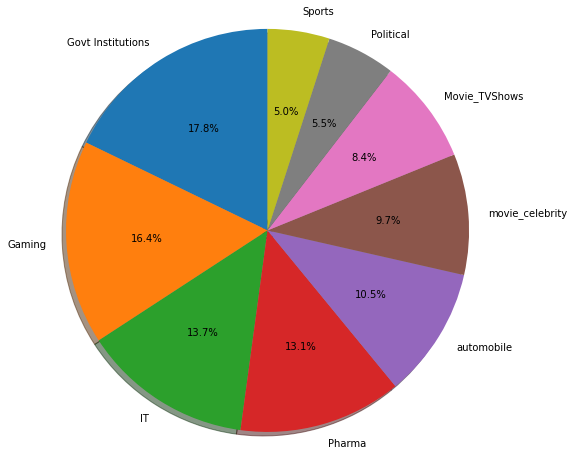 Sports
Political
Govt Institutions
Movie_TVShows
5.0%
5.5%
17.8%
8.4%
movie_celebrity
9.7%
Gaming
16.4%
10.5%
13.7%
13.1%
automobile
IT
Pharma